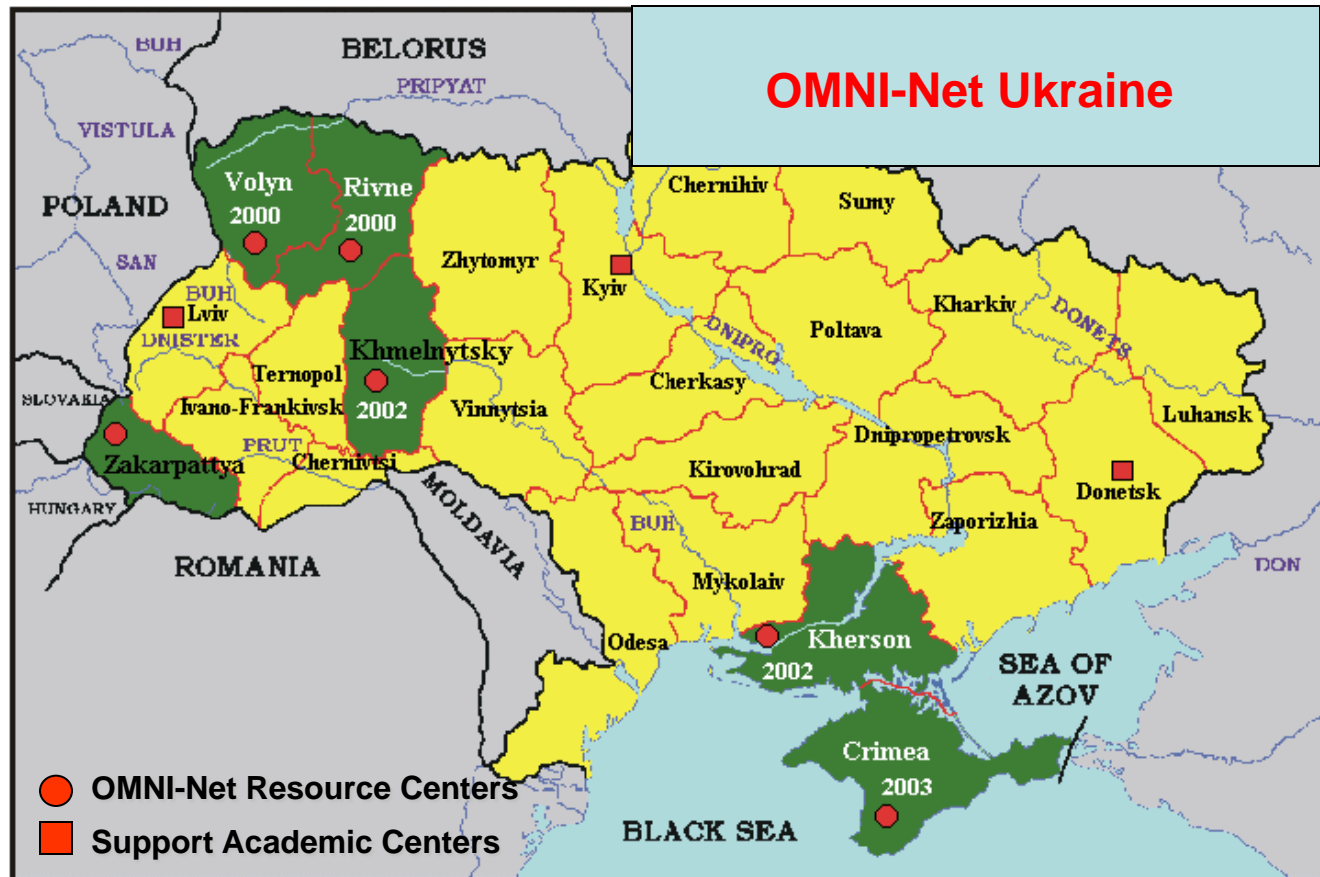 OMNI-Net Ukraine
BUH
BELORUS
PRIPYAT
VISTULA
POLAND
SAN
Volyn
2000
Rivne
2000
Zhytomyr
Kyiv
Chernihiv
Sumy
BUH
Lviv
DNISTER
Ternopol
Khmelnytsky
2002
Ivano-Frankivsk
Vinnytsia
Cherkasy
DNIPRO
Poltava
Kharkiv
DONETS
Luhansk
SLOVAKIA
Zakarpattya
PRUT
Chernivtsi
HUNGARY
ROMANIA
MOLDAVIA
Kirovohrad
Dnipropetrovsk
Donetsk
Zaporizhia
BUH
Mykolaiv
Odesa
Kherson
2002
DON
SEA OF
AZOV
Crimea
2003
BLACK SEA
OMNI-Net Resource Centers
Support Academic Centers